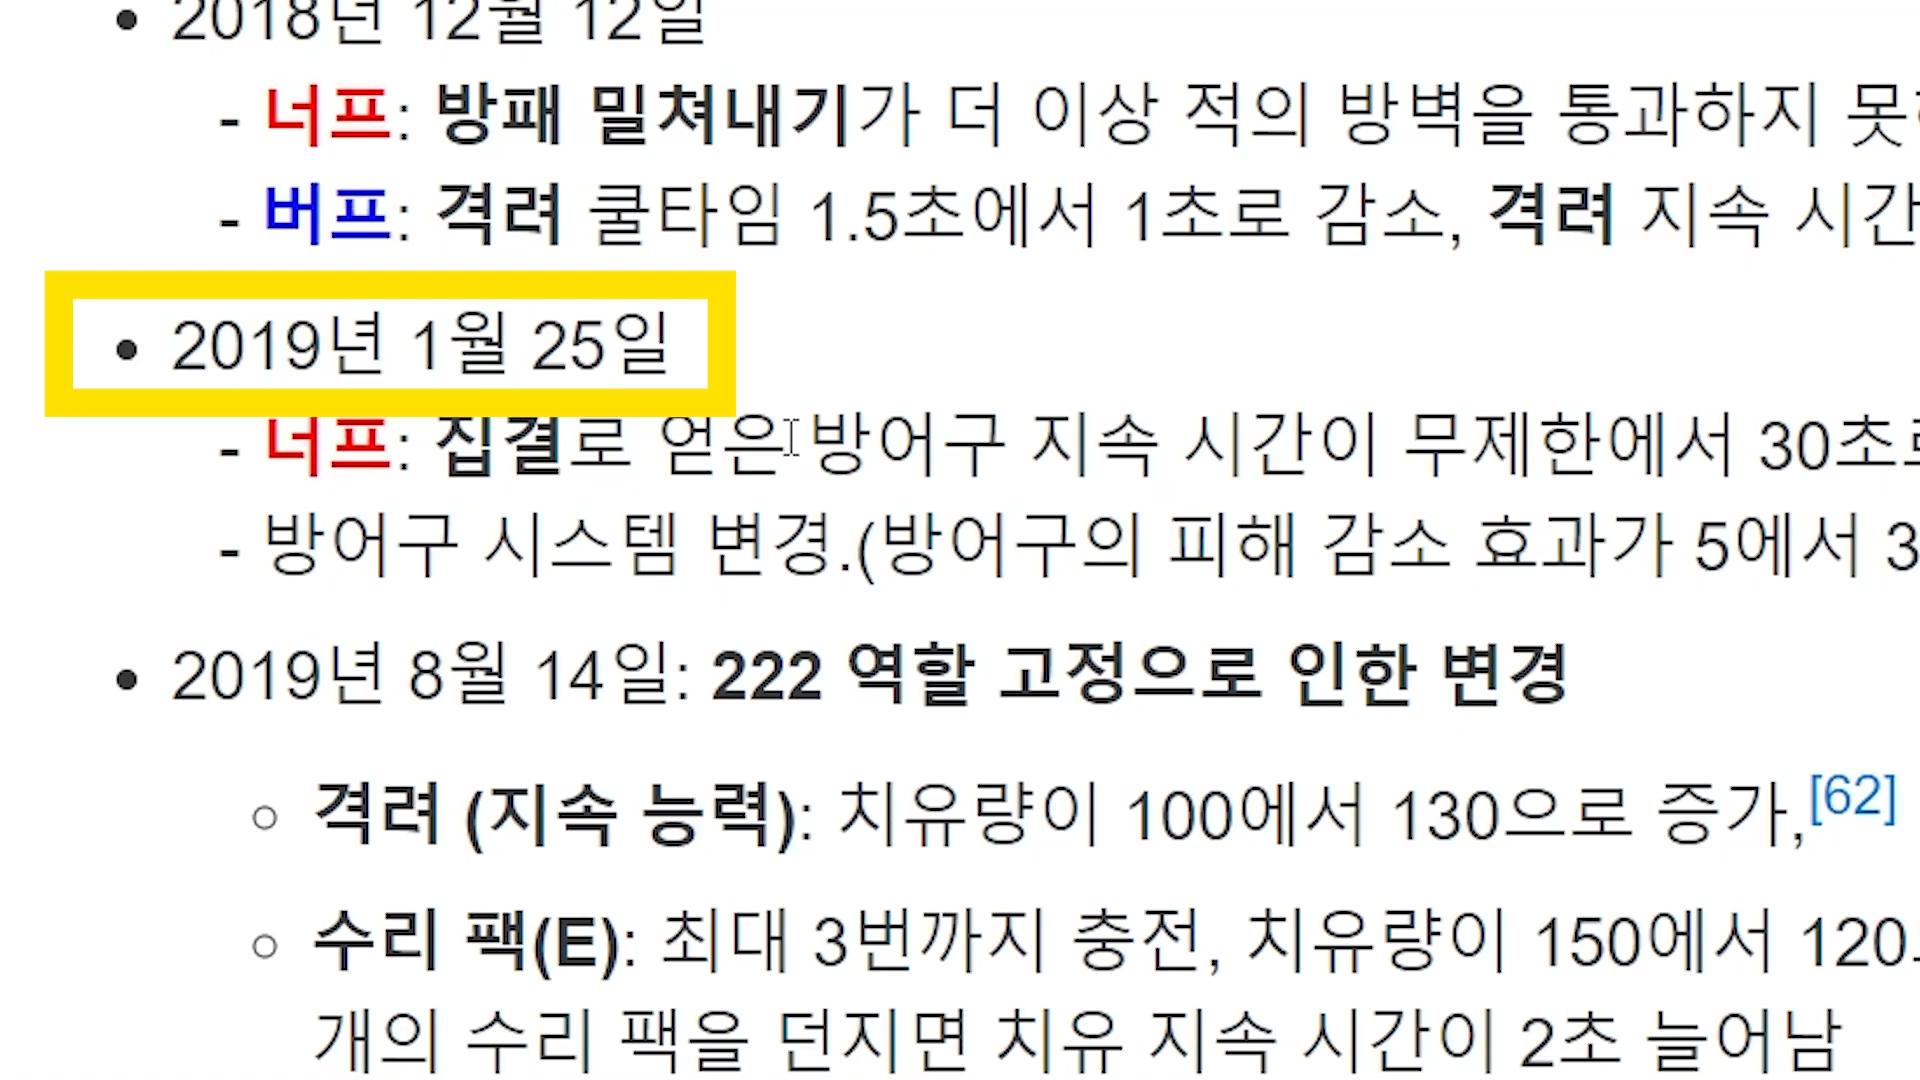 • 2018년 12월 12일
- 너프: 방패 밀쳐내기가 더 이상 적의 방벽을 통과하지
- 버프: 격려 쿨타임 1.5초에서 1초로 감소, 격려 지속 시간
• 2019년 1월 25일
- 너프: 집결로 얻은 방어구 지속 시간이 무제한에서 30초로
- 방어구 시스템 변경.(방어구의 피해 감소 효과가 5에서 3
• 2019년 8월 14일: 222 역할 고정으로 인한 변경
○ 격려 (지속 능력): 치유량이 100에서 130으로 증가,[62]
○ 수리 팩(E): 최대 3번까지 충전, 치유량이 150에서 120
개의 수리 팩을 던지면 치유 지속 시간이 2초 늘어남